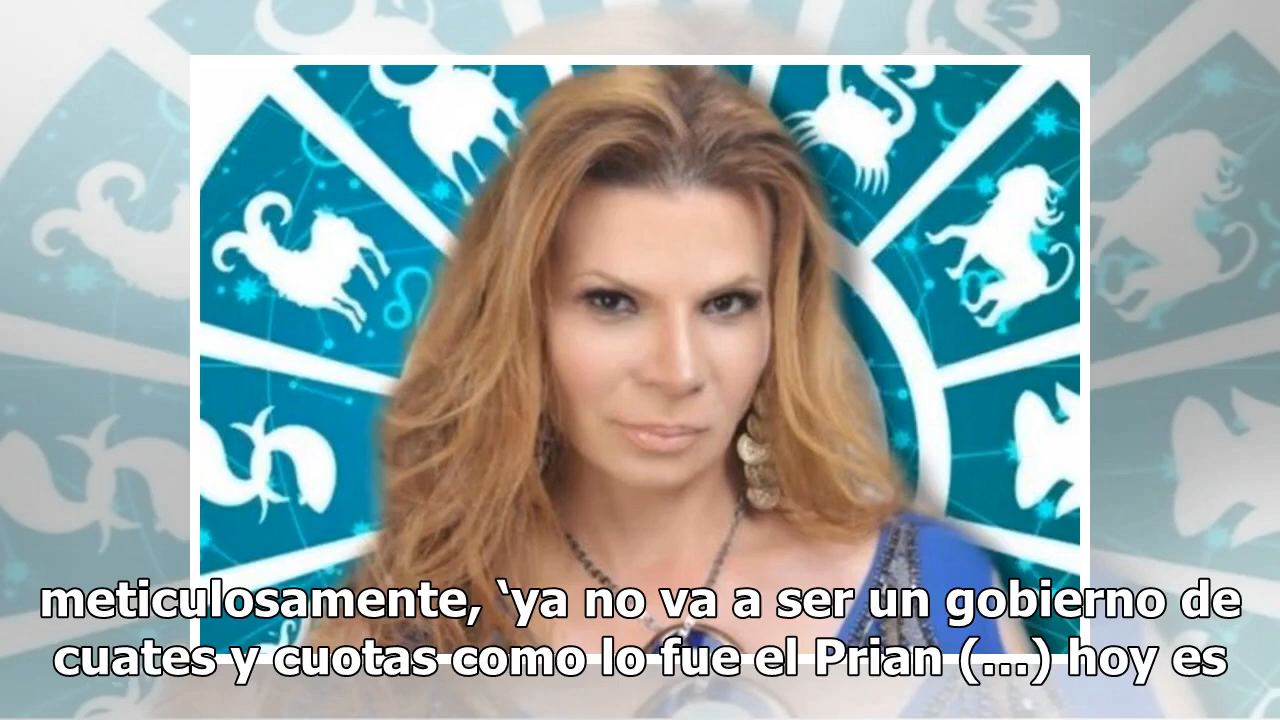 meticulosamente, ‘ya no va a ser un gobierno de
cuates y cuotas como lo fue el Prian (...) hoy es